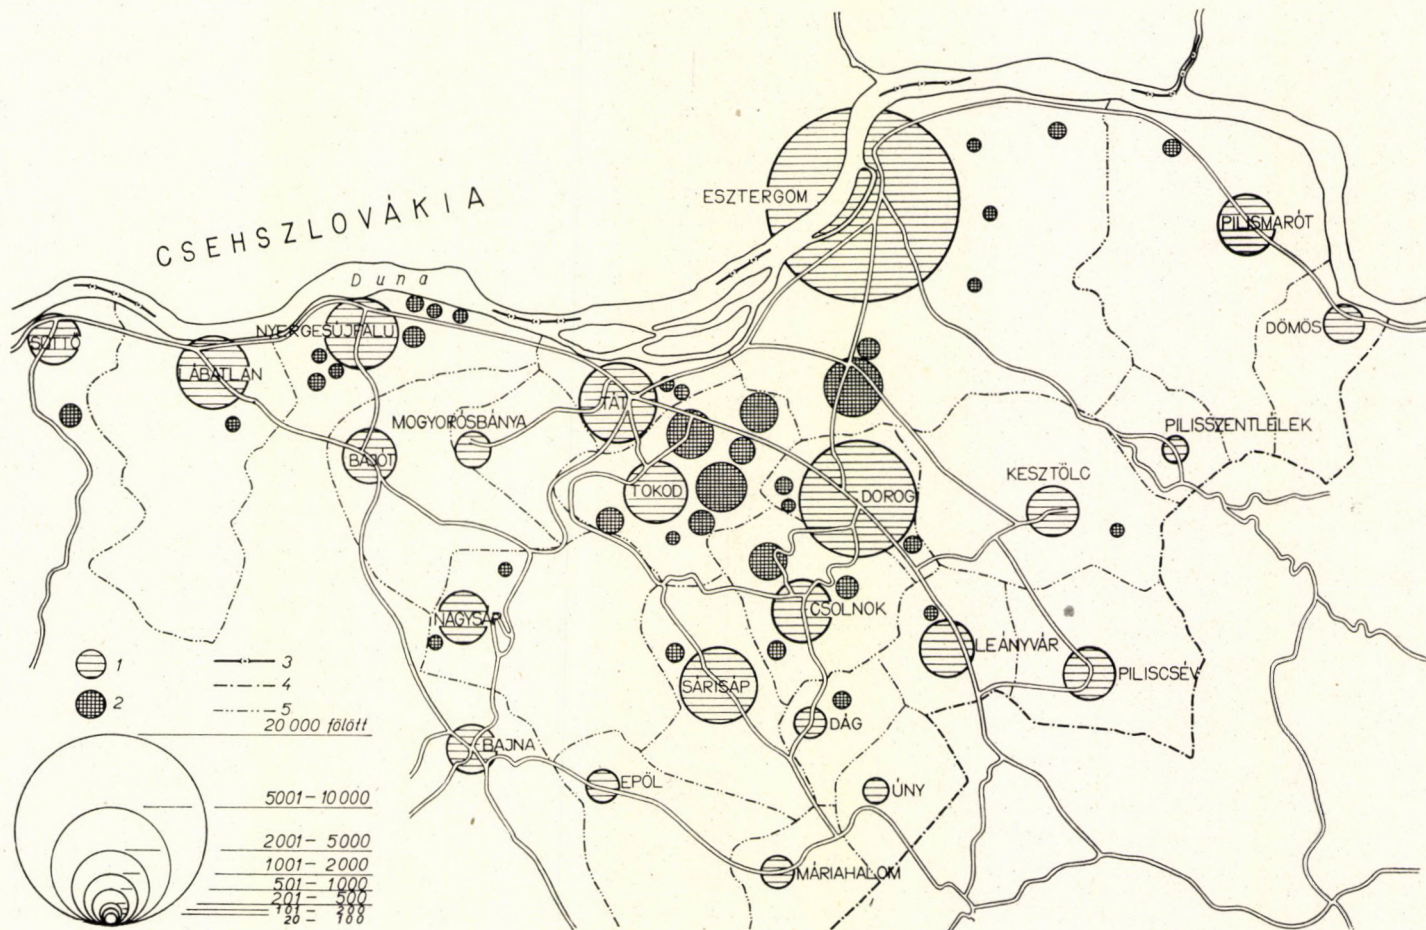 ESZTERGOM
PILISMARÓT
CSEHSZLOVÁKIA
Duna
NYERGESÚJFALU
SÜTTŐ
DÖMÖS
LÁBATLAN
TÁT
MOGYORÓSBÁNYA
PILISSZENTLÉLEK
BAJÓT
KESZTÖLC
TOKOD
DOROG
CSOLNOK
NAGYSÁP
LEÁNYVÁR
PILISCSÉV
SÁRISÁP
DÁG
BAJNA
EPÖL
ÚNY
MÁRIAHALOM
1
2
3
4
5
20 000 fölött
5001 – 10 000
2001 – 5000
1001 – 2000
501 – 1000
201 – 500
101 – 200
20 – 100